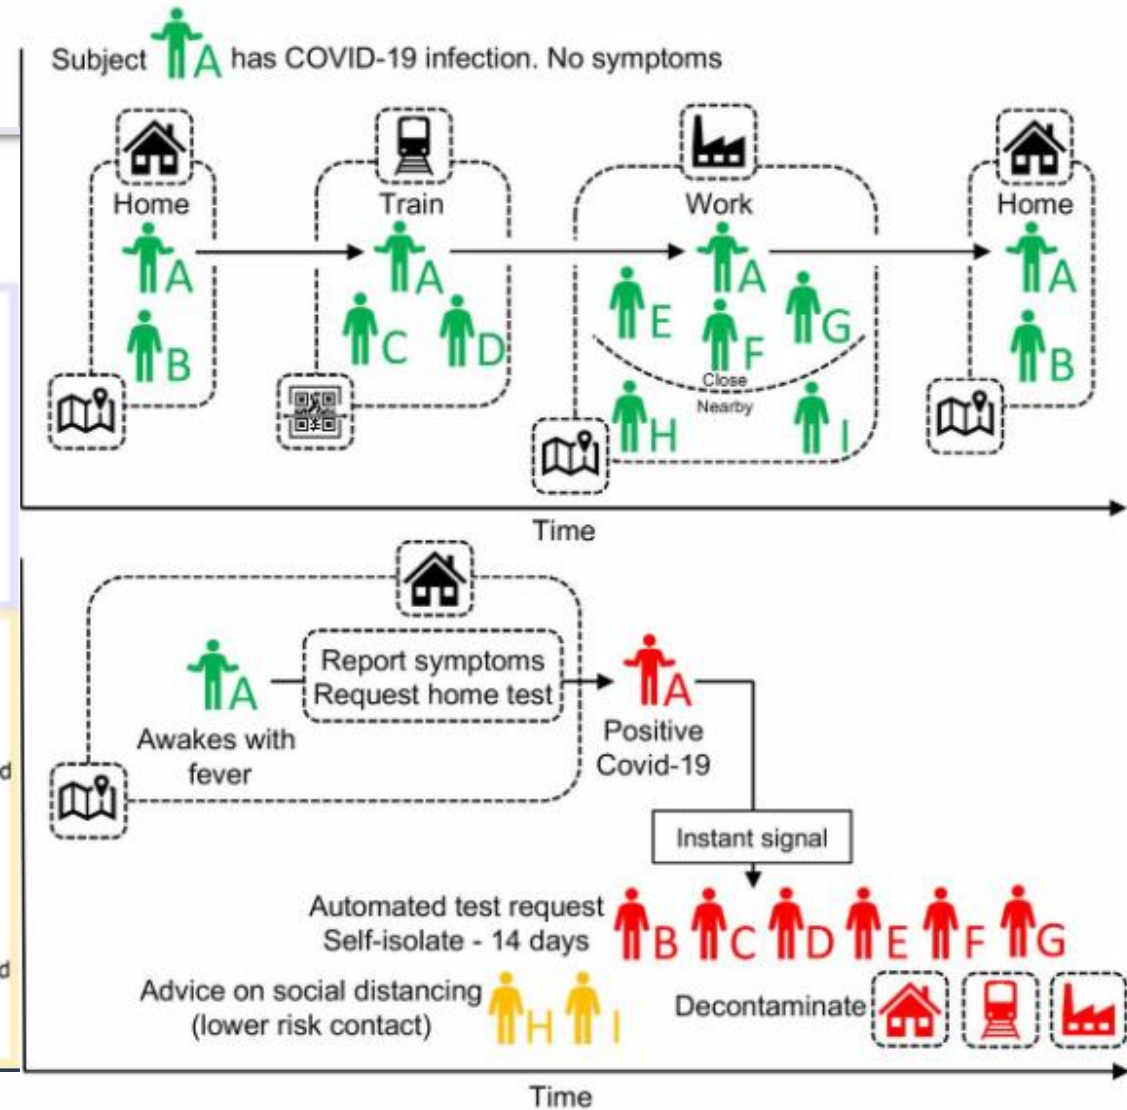 Subject A has COVID-19 infection. No symptoms
Home
Train
Work
Home
A
A
A
A
B
C
D
E
F
G
B
Close
Nearby
H
I
Time
A
Report symptoms
Request home test
A
Awakes with
fever
Positive
Covid-19
Instant signal
Automated test request
Self-isolate - 14 days
B C D E F G
Advice on social distancing
(lower risk contact)
H I
Decontaminate
Time
d
d